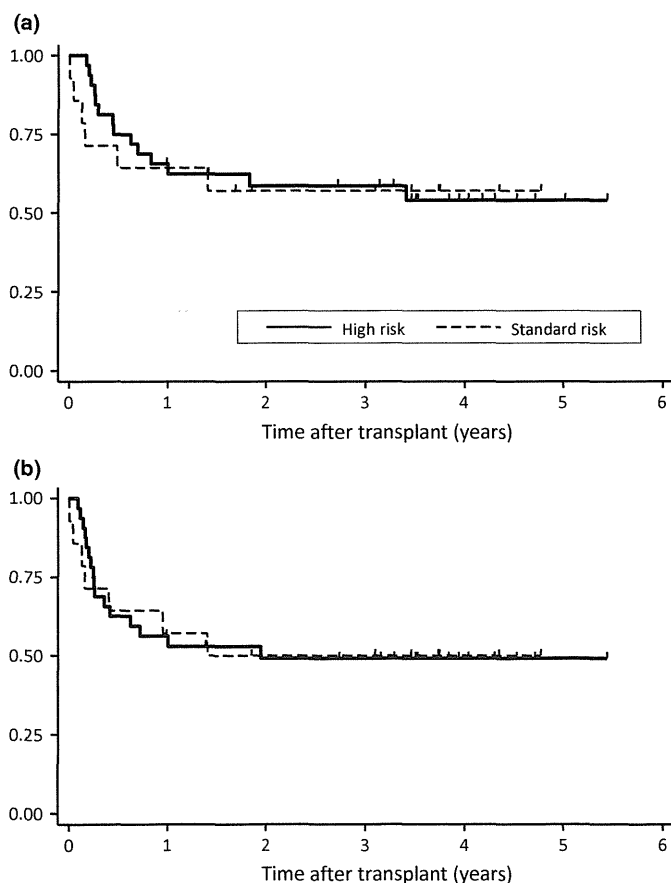 (a)
1.00
0.75
0.50
0.25
0.00
High risk Standard risk
0 1 2 3 4 5 6
Time after transplant (years)
(b)
1.00
0.75
0.50
0.25
0.00
0 1 2 3 4 5 6
Time after transplant (years)